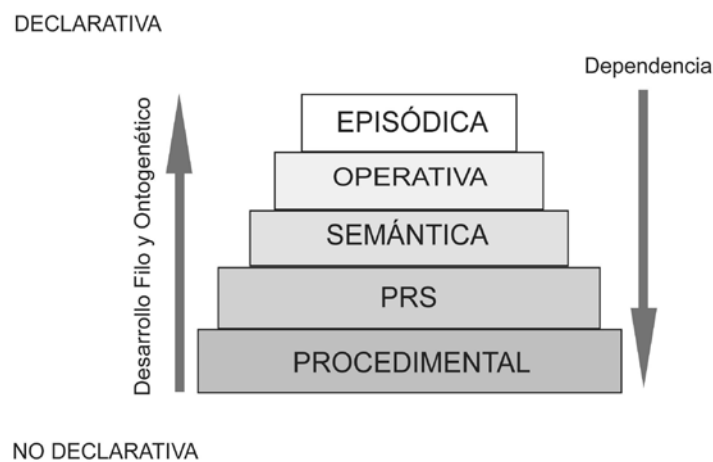 DECLARATIVA
Dependencia
EPISÓDICA
OPERATIVA
SEMÁNTICA
PRS
PROCEDIMENTAL
Desarrollo Filo y Ontogenético
NO DECLARATIVA